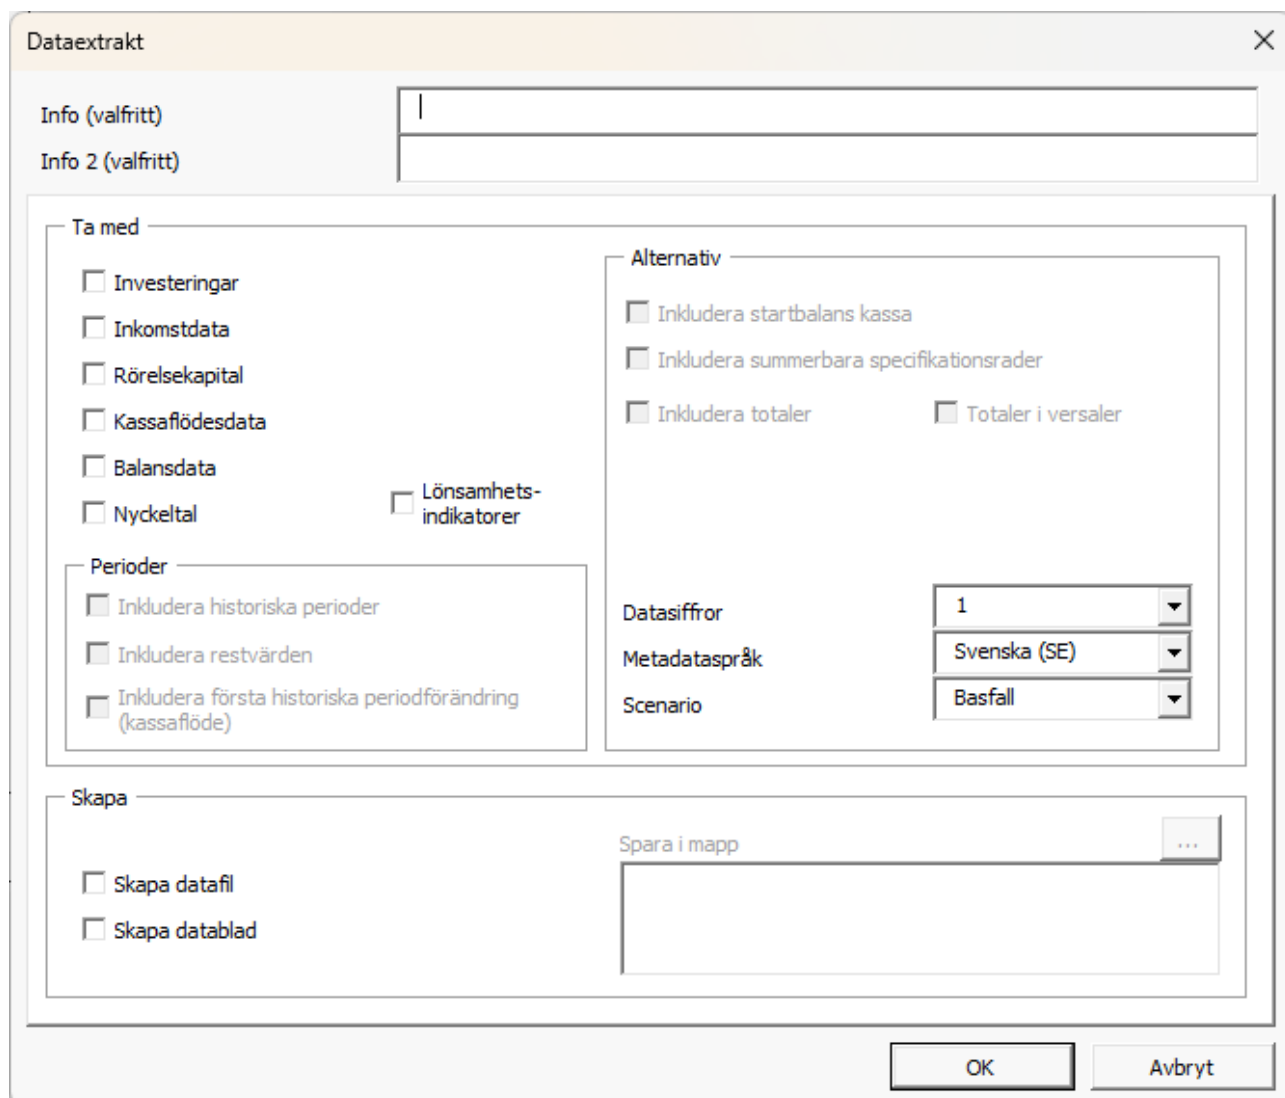 Dataextrakt
Info (valfritt)
Info 2 (valfritt)
Ta med
Investeringar
Inkomstdata
Rörelsekapital
Kassaflödesdata
Balansdata
Nyckeltal
Lönsamhets-
indikatorer
Perioder
Inkludera historiska perioder
Inkludera restvärden
Inkludera första historiska periodförändring
(kassaflöde)
Alternativ
Inkludera startbalans kassa
Inkludera summerbara specifikationsrader
Inkludera totaler
Totaler i versaler
Datasiffror 1
Metadataspråk Svenska (SE)
Scenario Basfall
Skapa
Skapa datafil
Skapa datablad
Spara i mapp ...
OK Avbryt